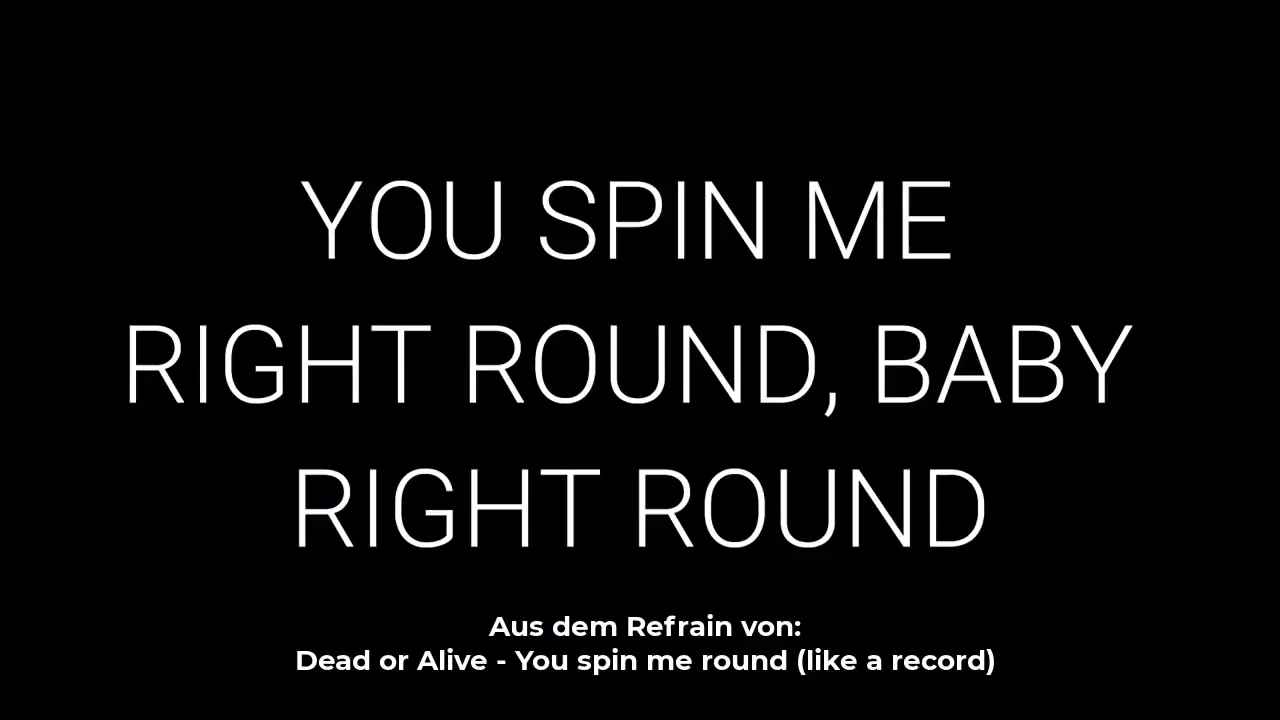 YOU SPIN ME
RIGHT ROUND, BABY
RIGHT ROUND
Aus dem Refrain von:
Dead or Alive - You spin me round (like a record)